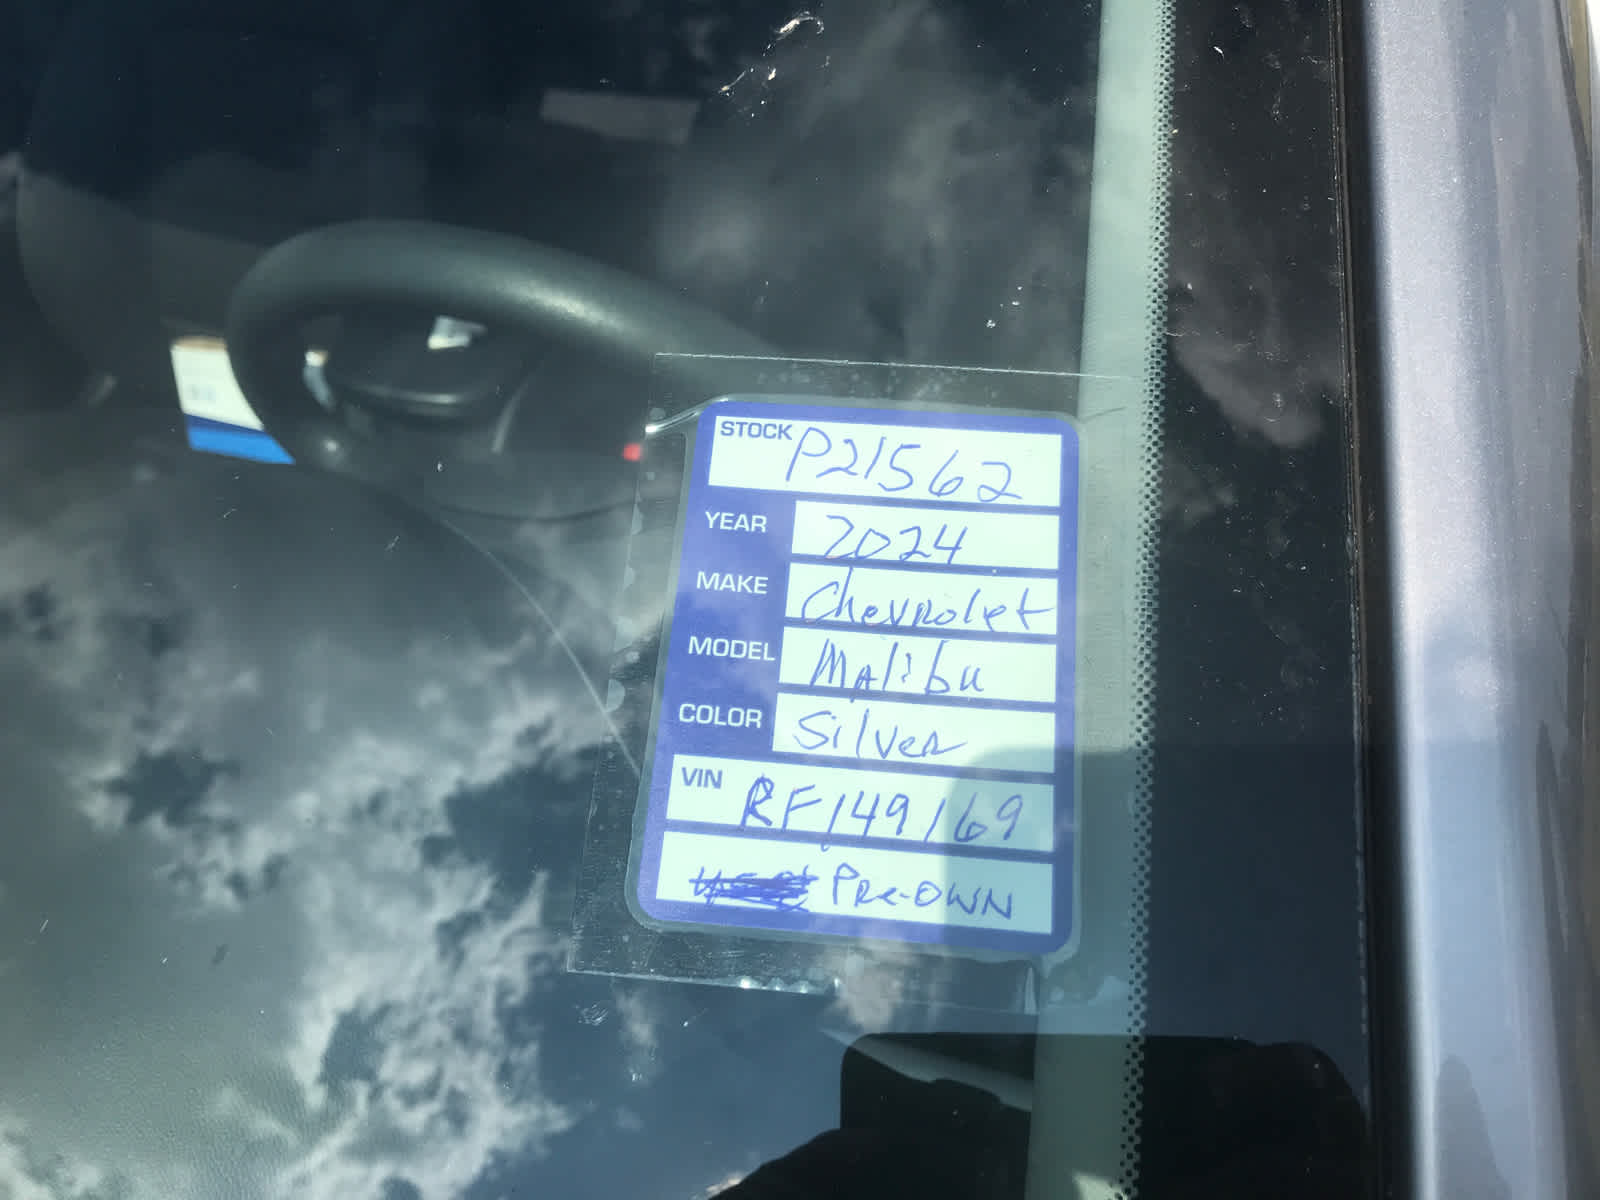 STOCK P21562
YEAR 2024
MAKE Chevrolet
MODEL Malibu
COLOR Silver
VIN RF149169
Pre-OWN